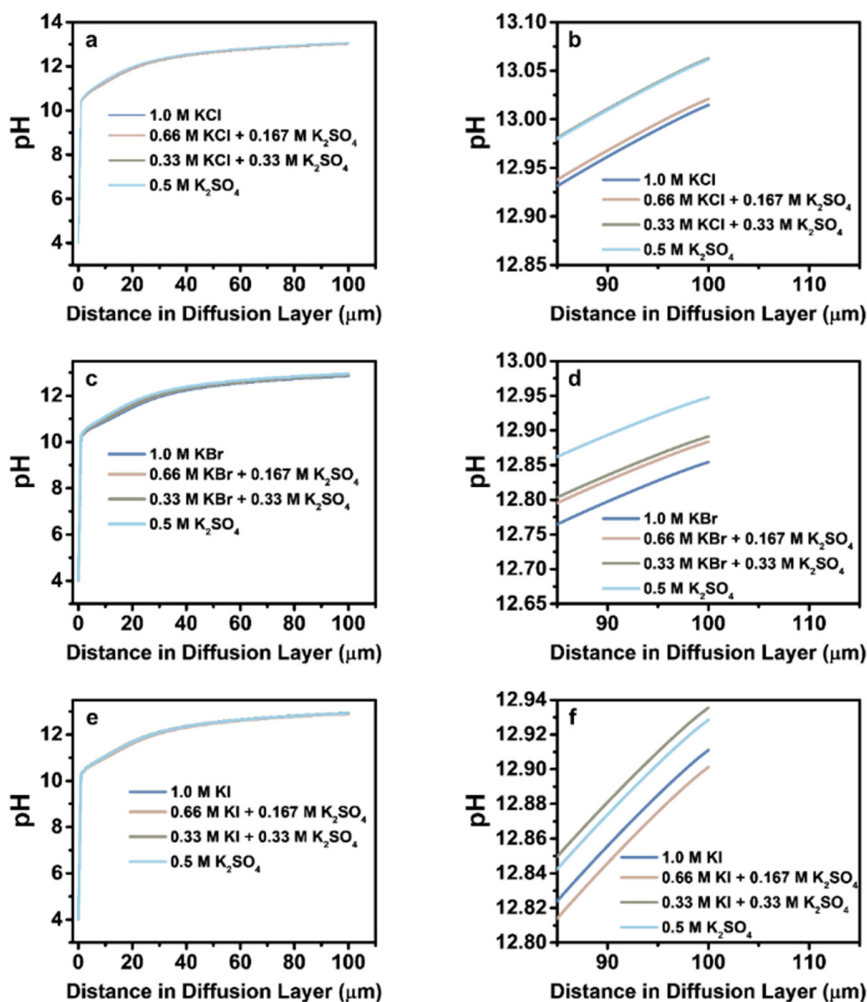 a
pH
14
12
10
8
6
4
1.0 M KCl
0.66 M KCl + 0.167 M K₂SO₄
0.33 M KCl + 0.33 M K₂SO₄
0.5 M K₂SO₄
0 20 40 60 80 100
Distance in Diffusion Layer (μm)
b
pH
13.15
13.10
13.05
13.00
12.95
12.90
12.85
1.0 M KCl
0.66 M KCl + 0.167 M K₂SO₄
0.33 M KCl + 0.33 M K₂SO₄
0.5 M K₂SO₄
90 100 110
Distance in Diffusion Layer (μm)
c
pH
12
10
8
6
4
1.0 M KBr
0.66 M KBr + 0.167 M K₂SO₄
0.33 M KBr + 0.33 M K₂SO₄
0.5 M K₂SO₄
0 20 40 60 80 100
Distance in Diffusion Layer (μm)
d
pH
13.00
12.95
12.90
12.85
12.80
12.75
12.70
12.65
1.0 M KBr
0.66 M KBr + 0.167 M K₂SO₄
0.33 M KBr + 0.33 M K₂SO₄
0.5 M K₂SO₄
90 100 110
Distance in Diffusion Layer (μm)
e
pH
12
10
8
6
4
1.0 M KI
0.66 M KI + 0.167 M K₂SO₄
0.33 M KI + 0.33 M K₂SO₄
0.5 M K₂SO₄
0 20 40 60 80 100
Distance in Diffusion Layer (μm)
f
pH
12.94
12.92
12.90
12.88
12.86
12.84
12.82
12.80
1.0 M KI
0.66 M KI + 0.167 M K₂SO₄
0.33 M KI + 0.33 M K₂SO₄
0.5 M K₂SO₄
90 100 110
Distance in Diffusion Layer (μm)